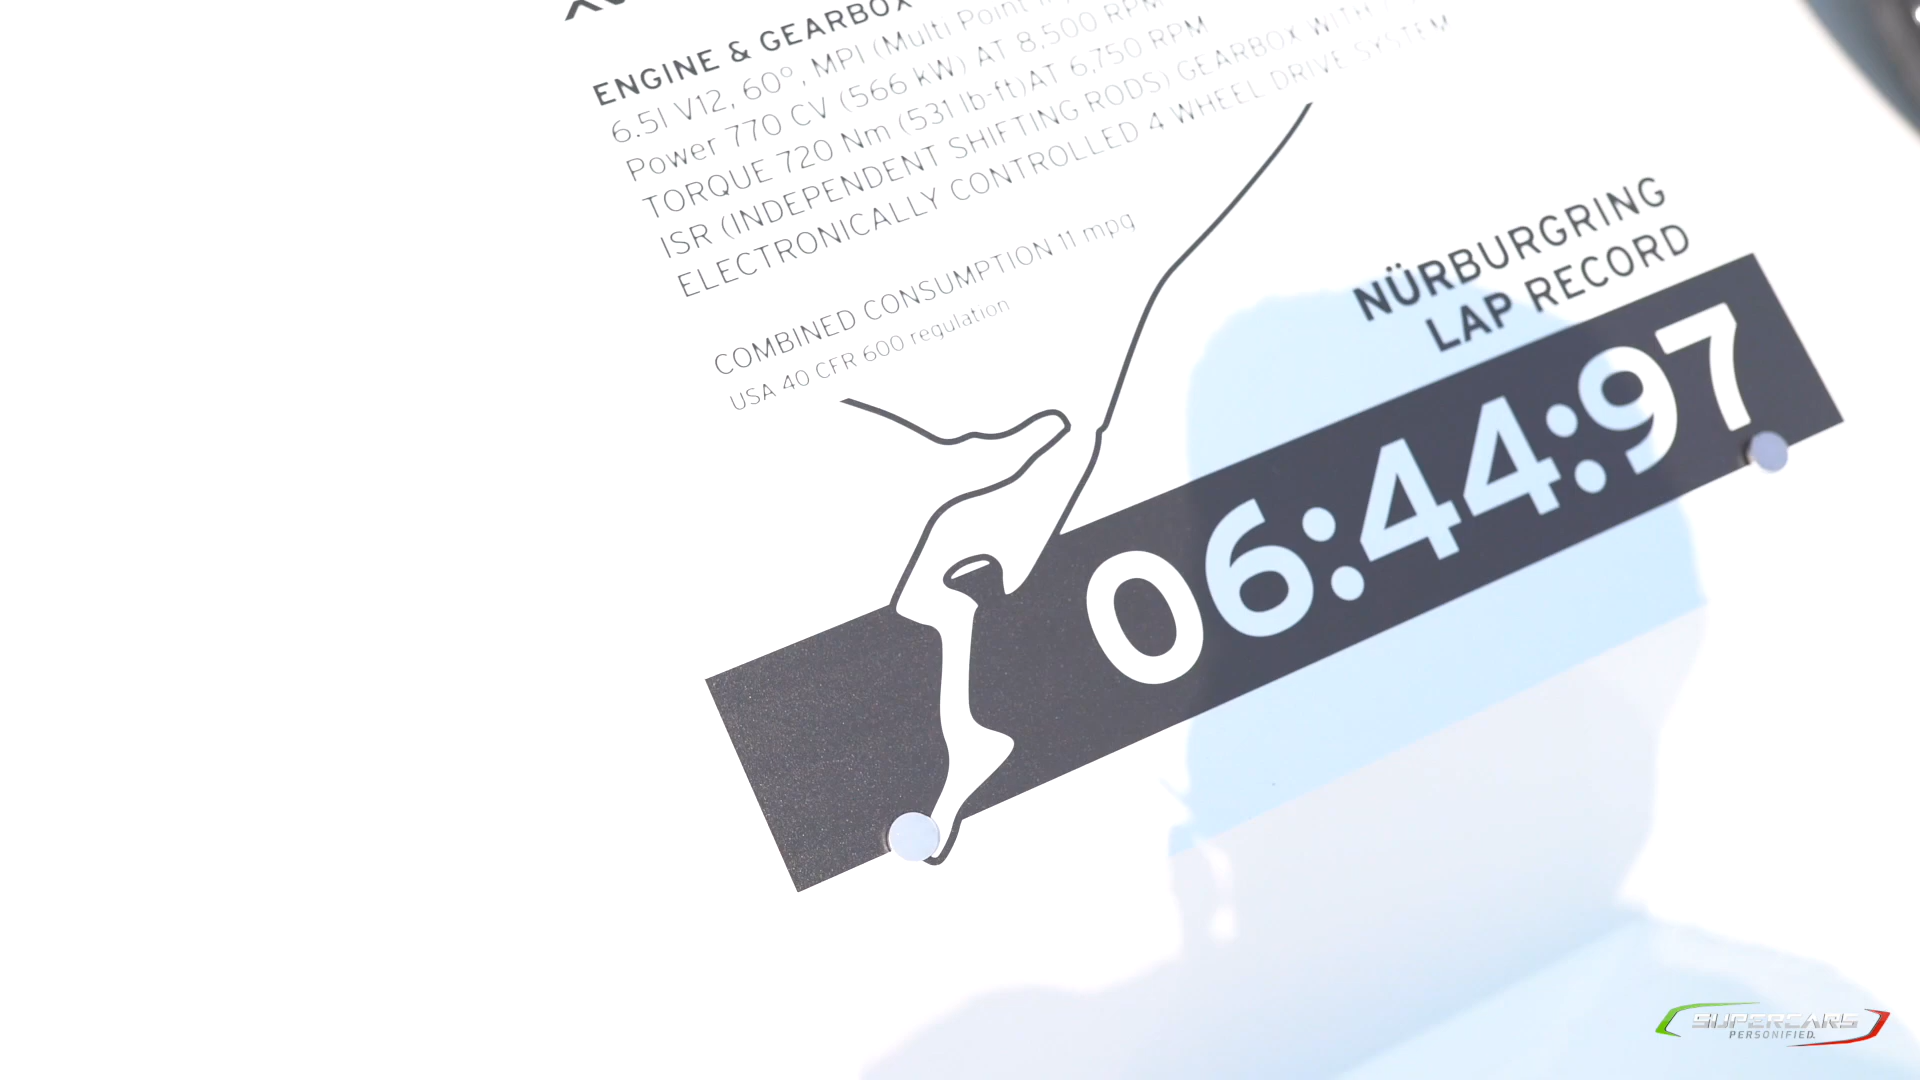 ENGINE & GEARBOX
6.5l V12, 60°, MPI (Multi Point
Power 770 CV (566 kW) AT 8,500 RPM
TORQUE 720 Nm (531 lb-ft)AT 6,750 RPM
ISR (INDEPENDENT SHIFTING RODS) GEARBOX WITH
ELECTRONICALLY CONTROLLED 4 WHEEL DRIVE SYSTEM
COMBINED CONSUMPTION 11 mpg
USA 40 CFR 600 regulation
NÜRBURGRING
LAP RECORD
06:44:97
SUPERCARS
PERSONIFIED.